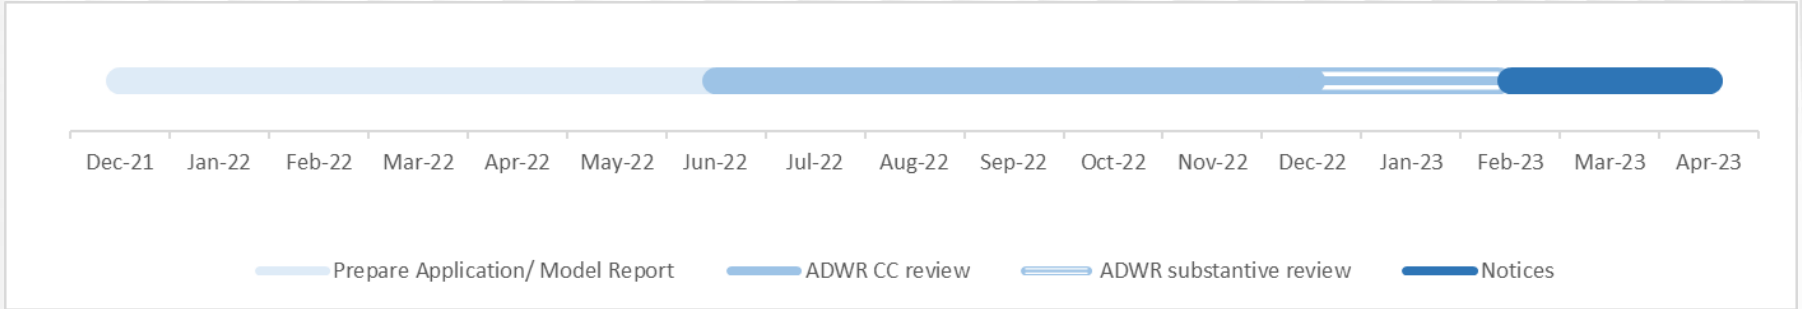 Dec-21 Jan-22 Feb-22 Mar-22 Apr-22 May-22 Jun-22 Jul-22 Aug-22 Sep-22 Oct-22 Nov-22 Dec-22 Jan-23 Feb-23 Mar-23 Apr-23
Prepare Application/ Model Report ADWR CC review ADWR substantive review Notices